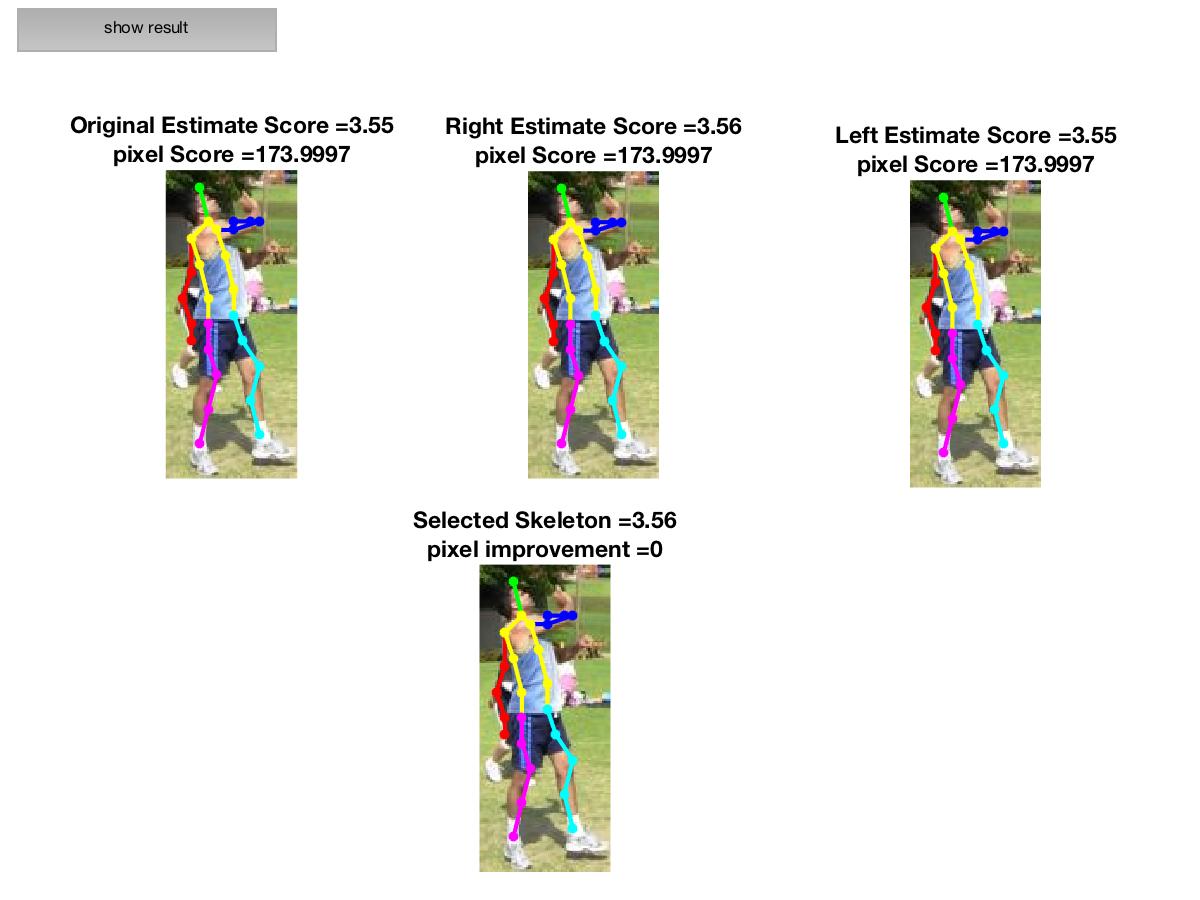 show result
Original Estimate Score =3.55
pixel Score =173.9997
Right Estimate Score =3.56
pixel Score =173.9997
Left Estimate Score =3.55
pixel Score =173.9997
Selected Skeleton =3.56
pixel improvement =0